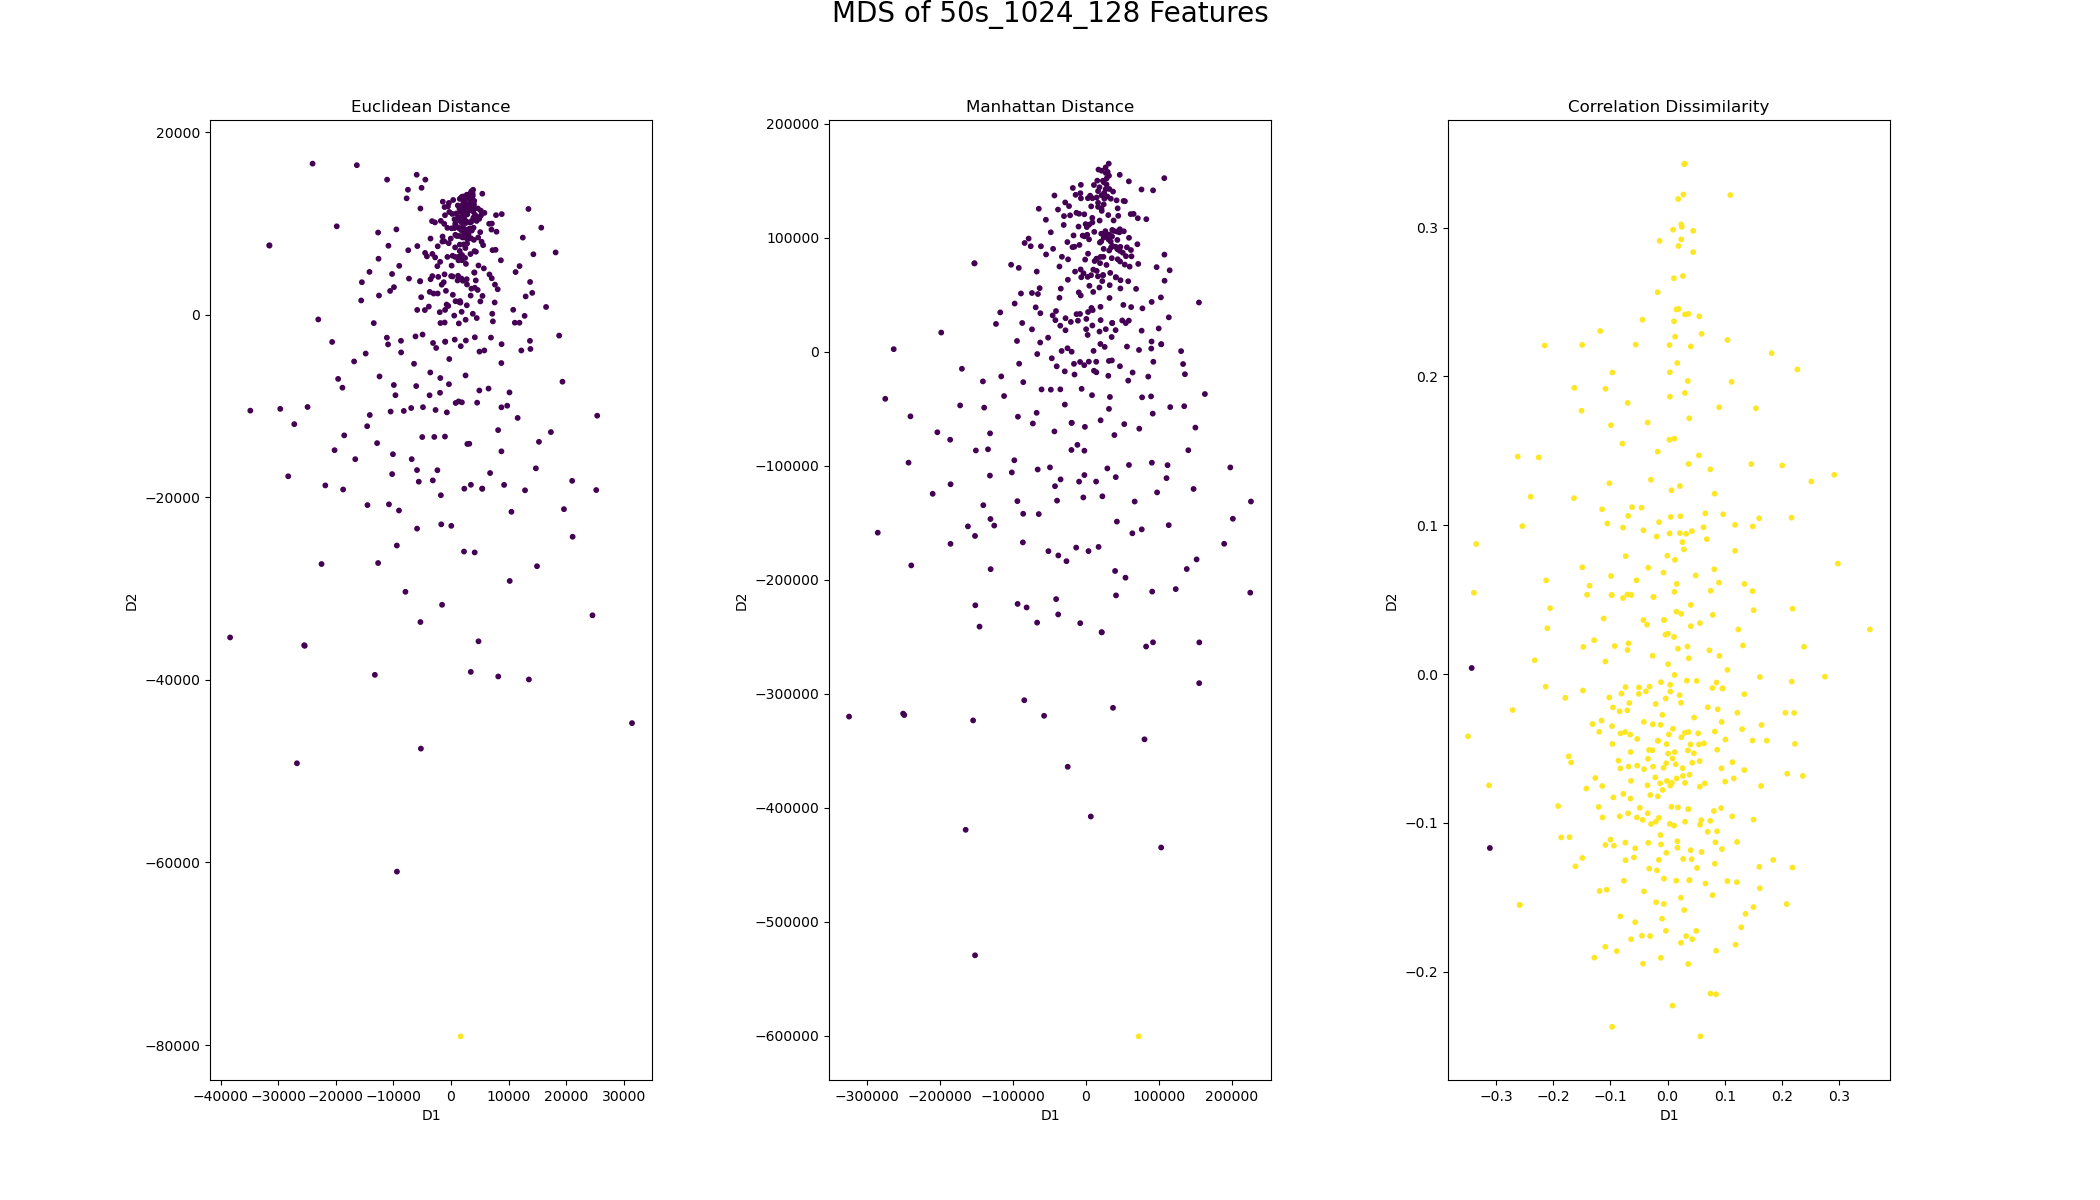 MDS of 50s_1024_128 Features
Euclidean Distance
20000
0
−20000
−40000
−60000
−80000
D2
−40000 −30000 −20000 −10000 0 10000 20000 30000
D1
Manhattan Distance
200000
100000
0
−100000
−200000
−300000
−400000
−500000
−600000
D2
−300000 −200000 −100000 0 100000 200000
D1
Correlation Dissimilarity
0.3
0.2
0.1
0.0
−0.1
−0.2
D2
−0.3 −0.2 −0.1 0.0 0.1 0.2 0.3
D1